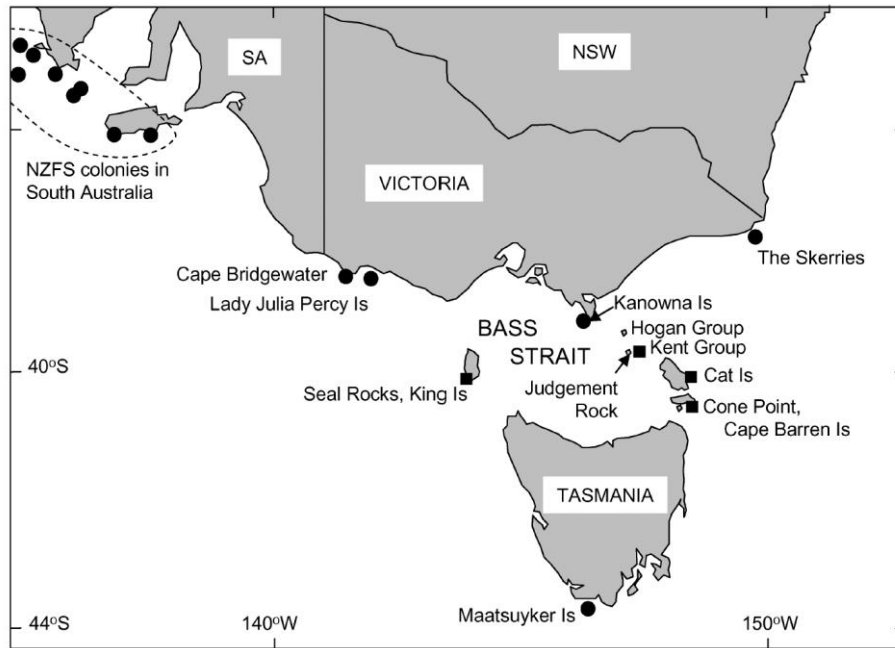 SA
NSW
NZFS colonies in
South Australia
VICTORIA
The Skerries
Cape Bridgewater
Lady Julia Percy Is
Kanowna Is
BASS
STRAIT
Hogan Group
Kent Group
40°S
Judgement
Rock
Cat Is
Seal Rocks, King Is
Cone Point,
Cape Barren Is
TASMANIA
Maatsuyker Is
44°S
140°W
150°W